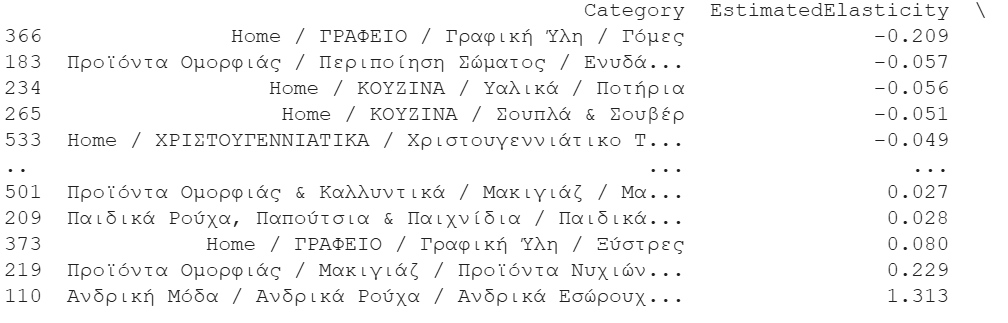 Category EstimatedElasticity \
366 Home / ΓΡΑΦΕΙΟ / Γραφική Ύλη / Γόμες -0.209
183 Προϊόντα Ομορφιάς / Περιποίηση Σώματος / Ενυδά... -0.057
234 Home / ΚΟΥΖΙΝΑ / Υαλικά / Ποτήρια -0.056
265 Home / ΚΟΥΖΙΝΑ / Σουπλά & Σουβέρ -0.051
533 Home / ΧΡΙΣΤΟΥΓΕΝΝΙΑΤΙΚΑ / Χριστουγεννιάτικο Τ... -0.049
.. ... ...
501 Προϊόντα Ομορφιάς & Καλλυντικά / Μακιγιάζ / Μα... 0.027
209 Παιδικά Ρούχα, Παπούτσια & Παιχνίδια / Παιδικά... 0.028
373 Home / ΓΡΑΦΕΙΟ / Γραφική Ύλη / Ξύστρες 0.080
219 Προϊόντα Ομορφιάς / Μακιγιάζ / Προϊόντα Νυχιών... 0.229
110 Ανδρική Μόδα / Ανδρικά Ρούχα / Ανδρικά Εσώρουχ... 1.313